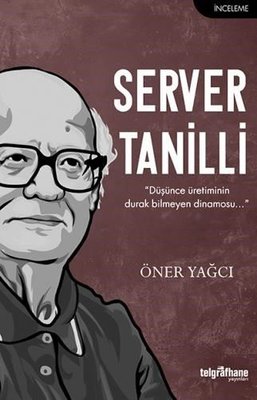 İNCELEME
SERVER
TANİLLİ
"Düşünce üretiminin
durak bilmeyen dinamosu..."
ÖNER YAĞCI
telgrafhane
yayınları